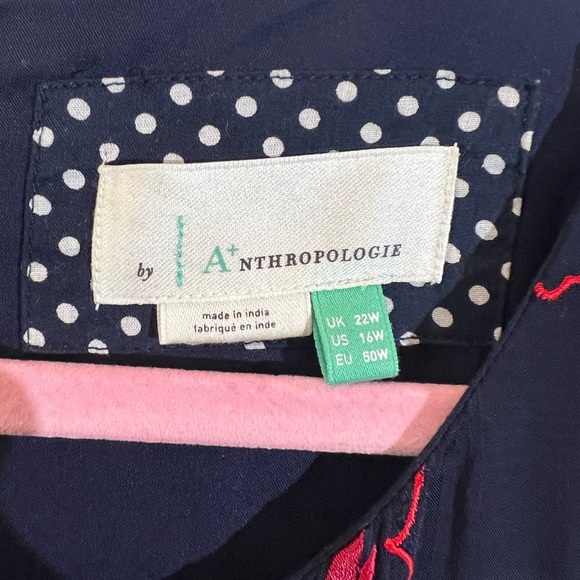 by A+NTHROPOLOGIE
made in india
fabriqué en inde
UK 22W
US 16W
EU 50W